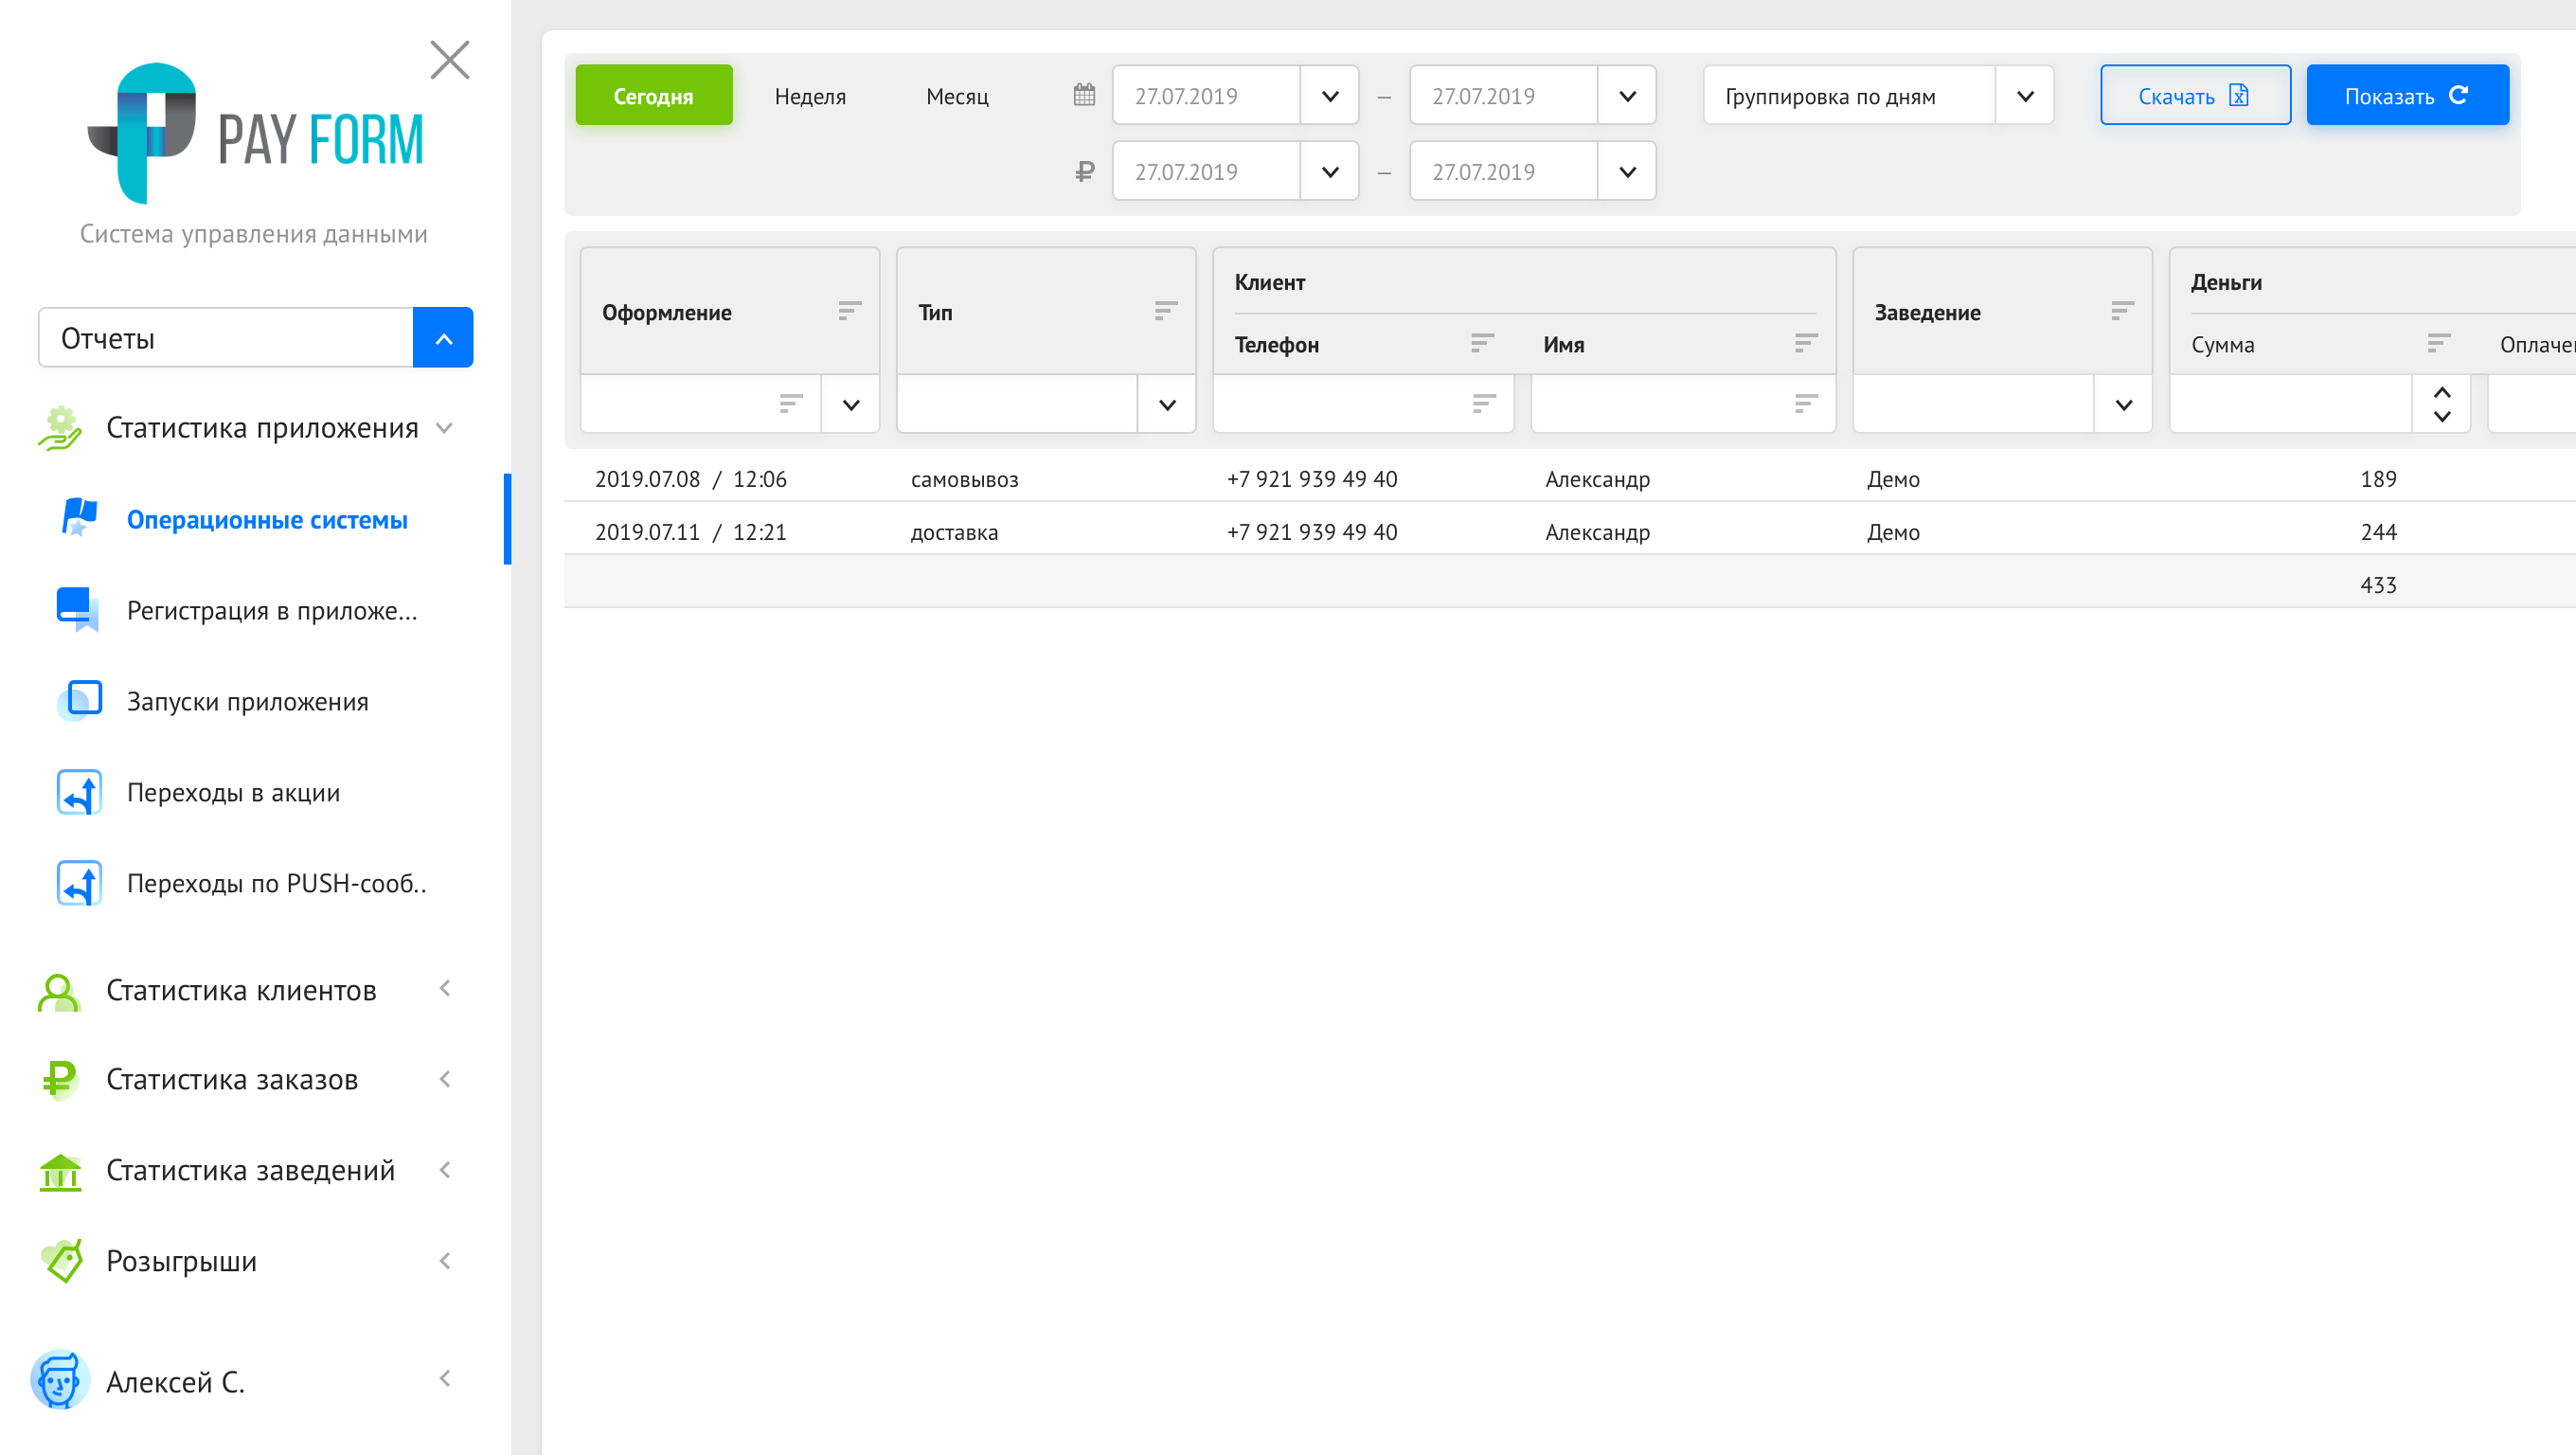 PAY FORM
Система управления данными
Отчеты
Статистика приложения
Операционные системы
Регистрация в приложе...
Запуски приложения
Переходы в акции
Переходы по PUSH-сооб..
Статистика клиентов
Статистика заказов
Статистика заведений
Розыгрыши
Алексей С.
Сегодня Неделя Месяц 27.07.2019 — 27.07.2019 Группировка по дням Скачать Показать
₽ 27.07.2019 — 27.07.2019
Оформление Тип Клиент Заведение Деньги
Телефон Имя Сумма Оплаче
2019.07.08 / 12:06 самовывоз +7 921 939 49 40 Александр Демо 189
2019.07.11 / 12:21 доставка +7 921 939 49 40 Александр Демо 244
433